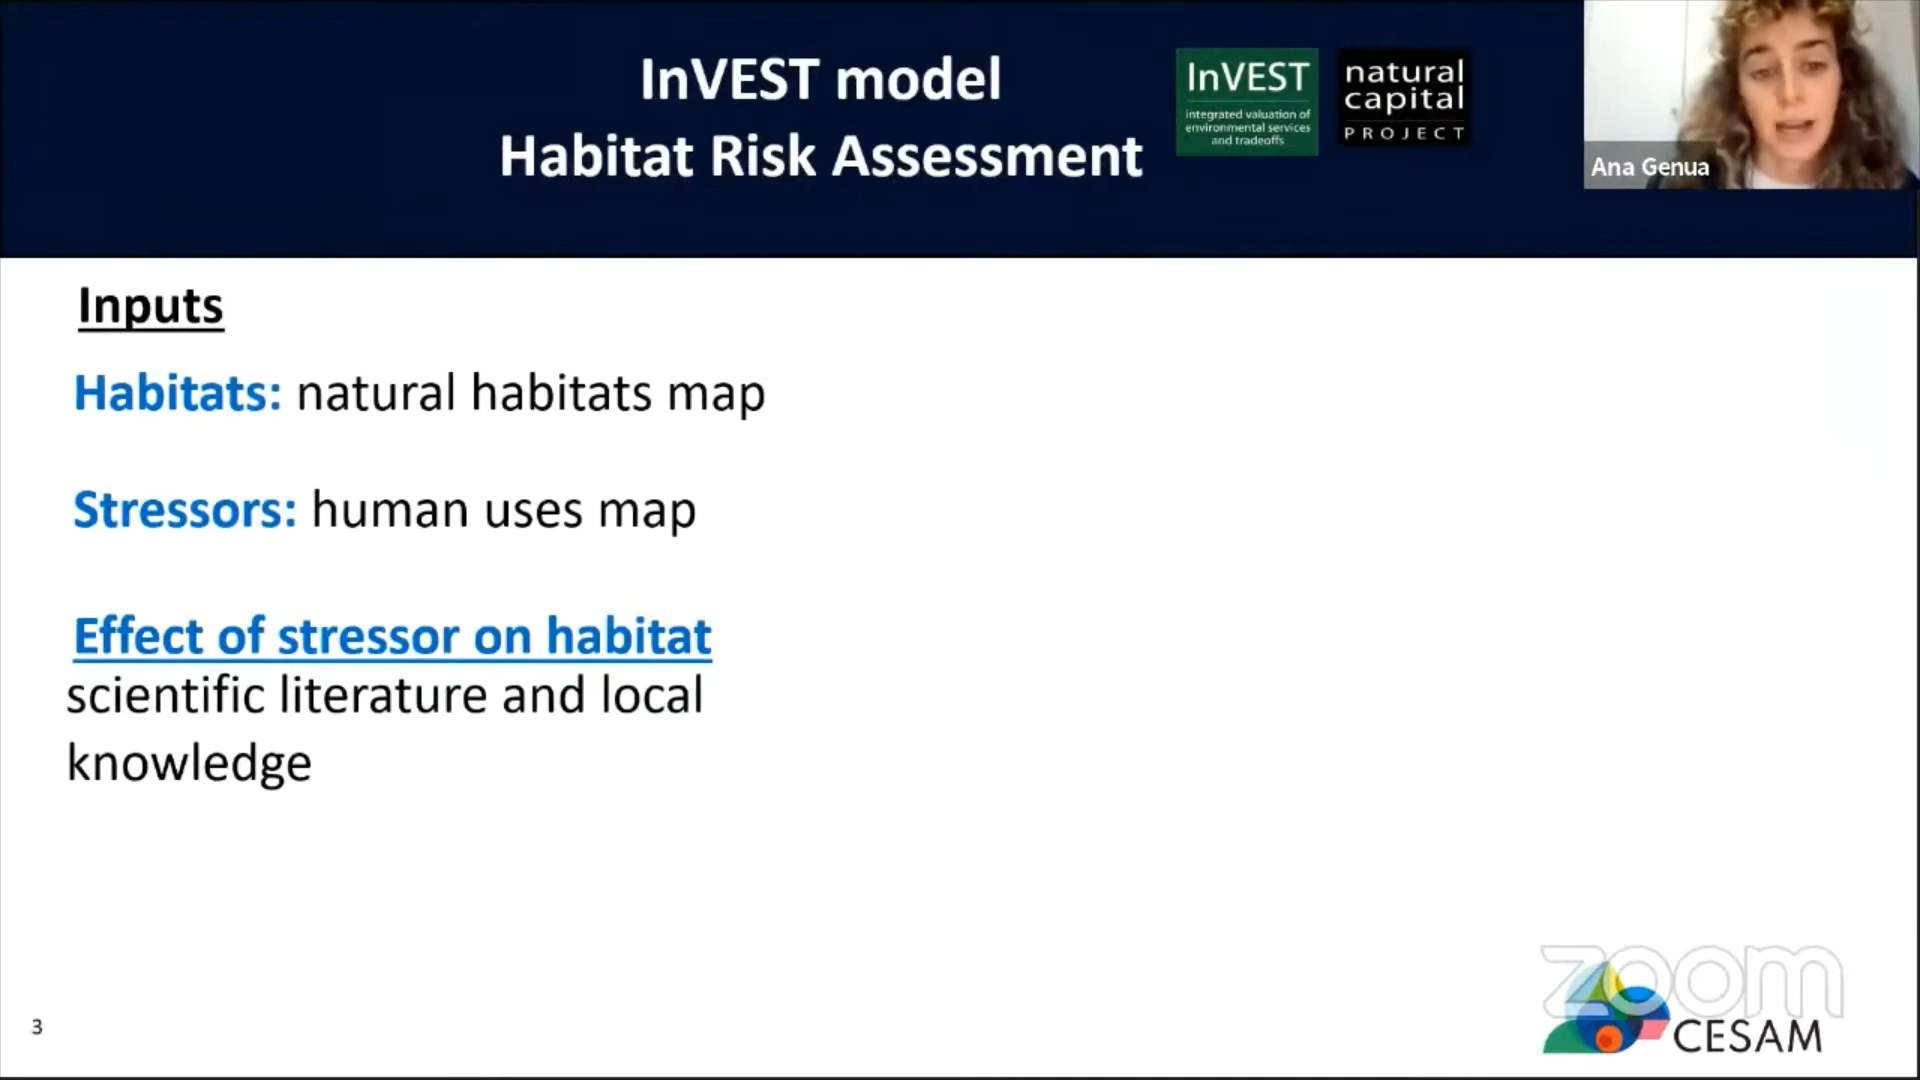 InVEST model
Habitat Risk Assessment
InVEST
integrated valuation of
environmental services
and tradeoffs
natural
capital
PROJECT
Ana Genua
Inputs
Habitats: natural habitats map
Stressors: human uses map
Effect of stressor on habitat
scientific literature and local
knowledge
3
zoom
CESAM